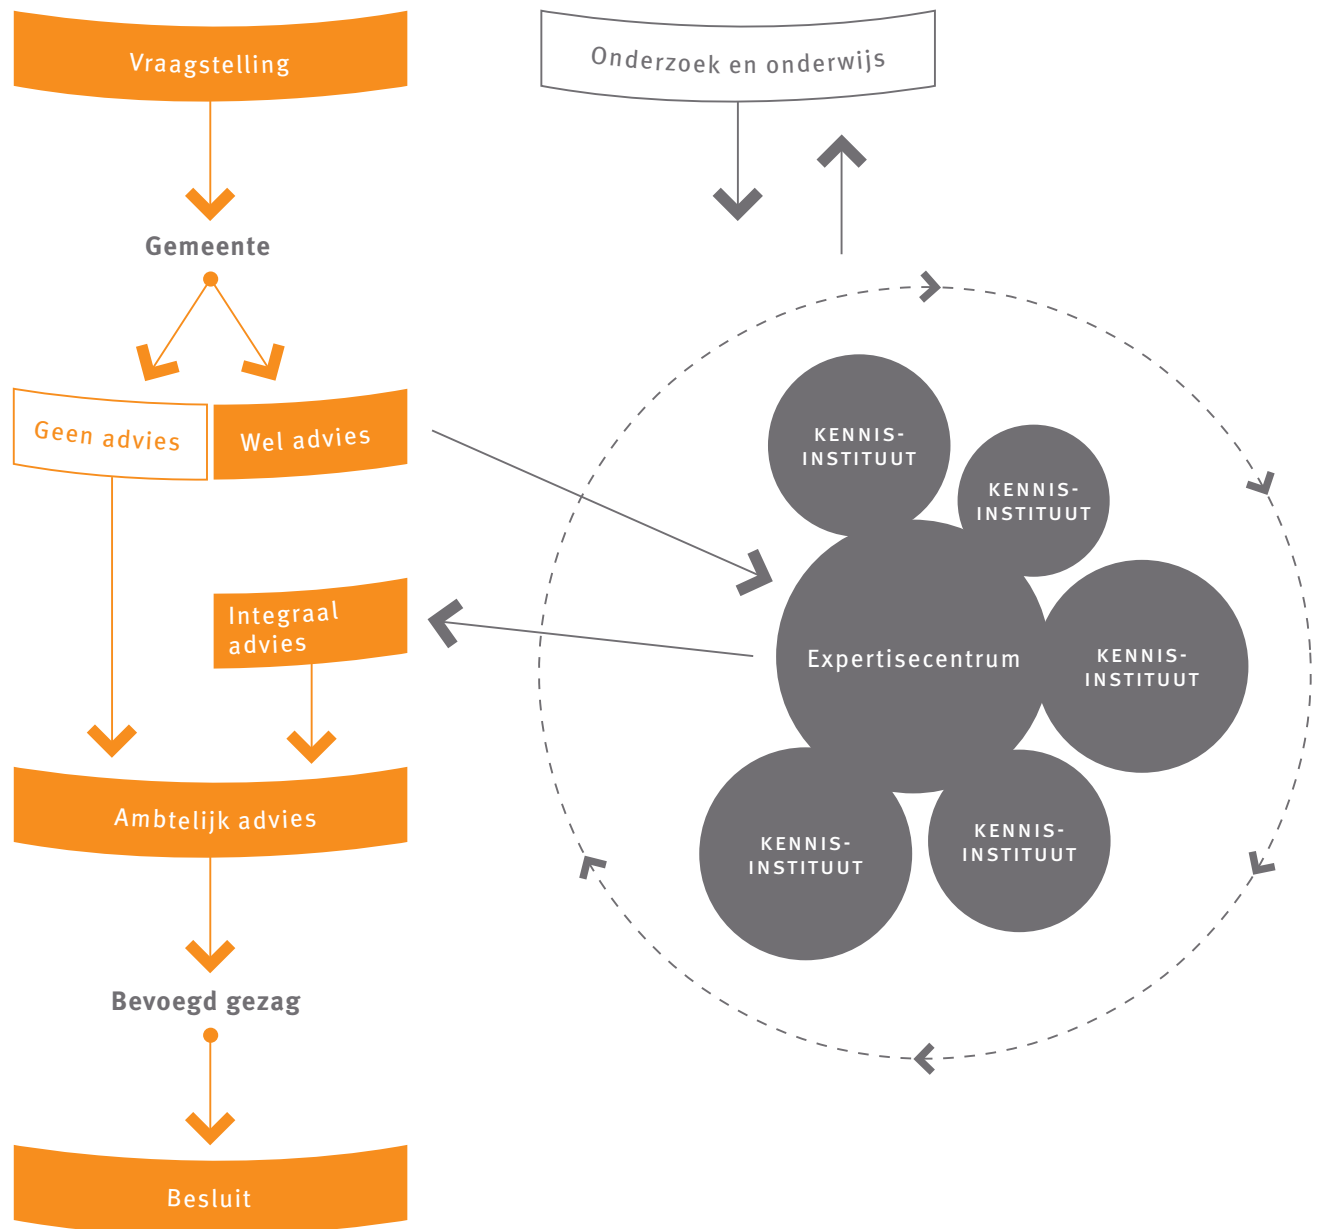 Vraagstelling
Onderzoek en onderwijs
Gemeente
Geen advies
Wel advies
KENNIS-
INSTITUUT
KENNIS-
INSTITUUT
Integraal
advies
Expertisecentrum
KENNIS-
INSTITUUT
Ambtelijk advies
KENNIS-
INSTITUUT
KENNIS-
INSTITUUT
Bevoegd gezag
Besluit